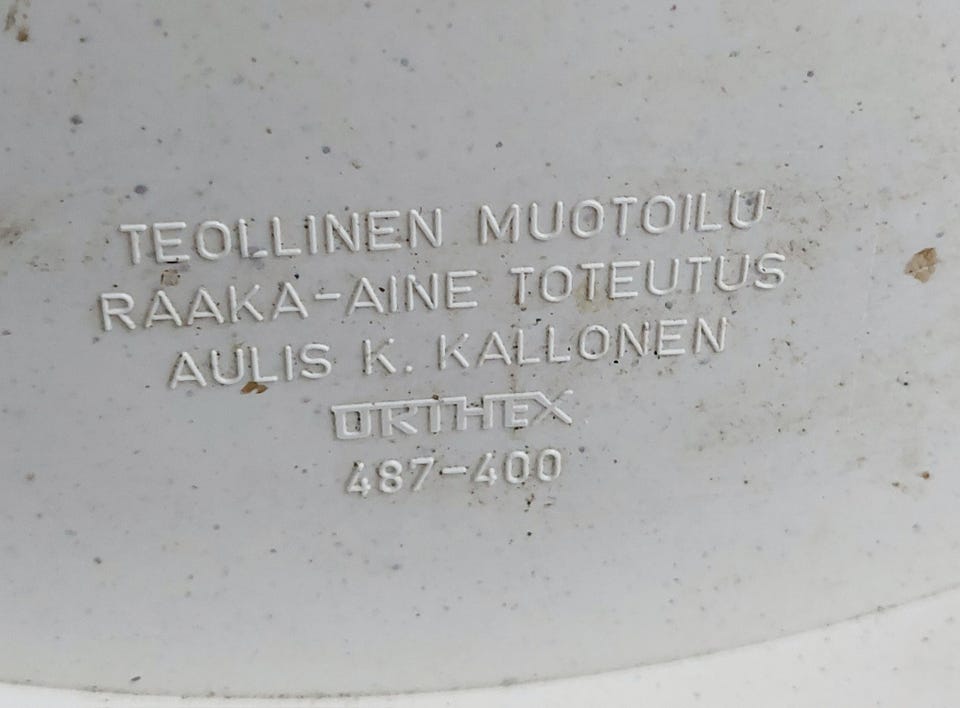 TEOLLINEN MUOTOILU
RAAKA-AINE TOTEUTUS
AULIS K. KALLONEN
ORTHEX
487-400